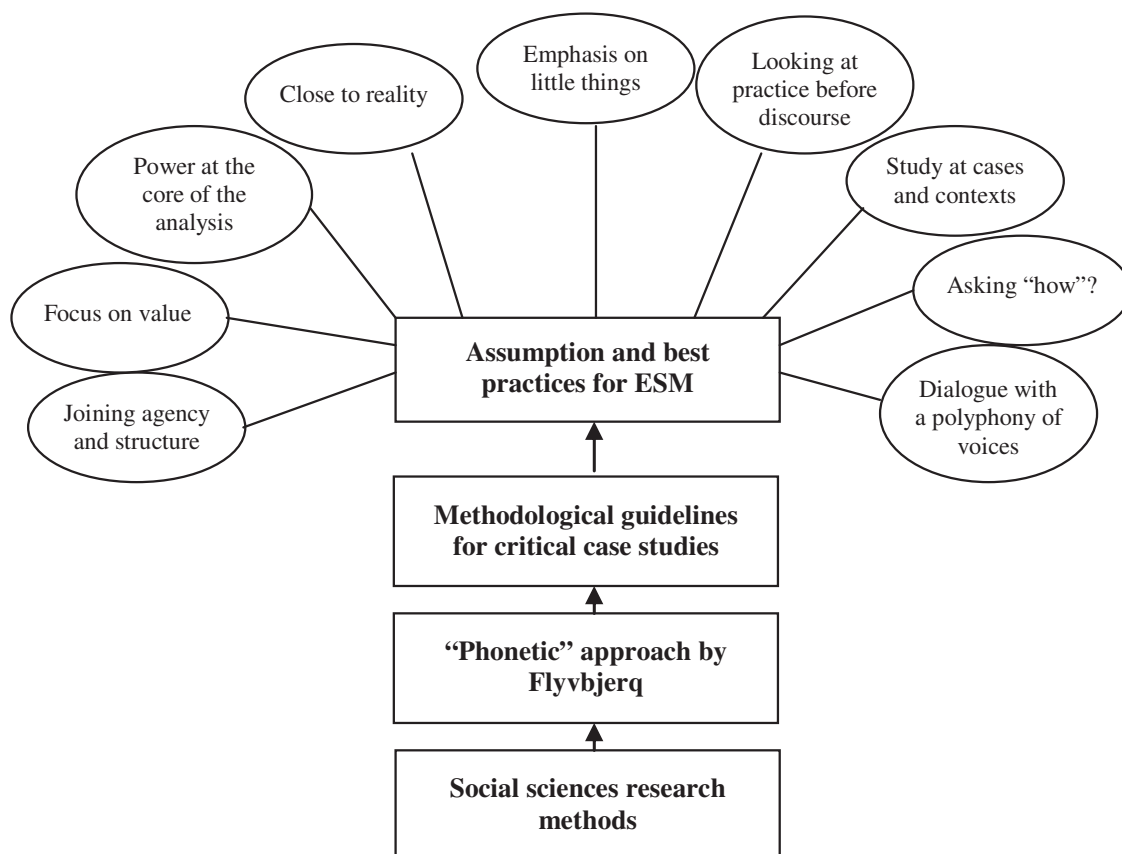 Emphasis on
little things
Looking at
practice before
discourse
Close to reality
Power at the
core of the
analysis
Study at cases
and contexts
Focus on value
Asking “how”?
Joining agency
and structure
Dialogue with
a polyphony of
voices
Assumption and best
practices for ESM
Methodological guidelines
for critical case studies
“Phonetic” approach by
Flyvbjerq
Social sciences research
methods